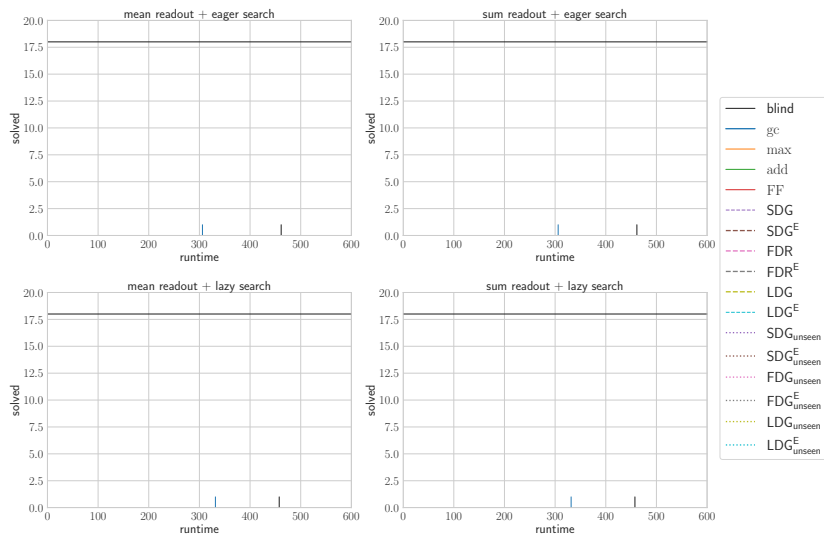 mean readout + eager search
20.0
17.5
15.0
12.5
10.0
7.5
5.0
2.5
0.0
solved
0 100 200 300 400 500 600
runtime
sum readout + eager search
20.0
17.5
15.0
12.5
10.0
7.5
5.0
2.5
0.0
solved
0 100 200 300 400 500 600
runtime
mean readout + lazy search
20.0
17.5
15.0
12.5
10.0
7.5
5.0
2.5
0.0
solved
0 100 200 300 400 500 600
runtime
sum readout + lazy search
20.0
17.5
15.0
12.5
10.0
7.5
5.0
2.5
0.0
solved
0 100 200 300 400 500 600
runtime
blind
gc
max
add
FF
SDG
SDG^E
FDR
FDR^E
LDG
LDG^E
SDG_unseen
SDG^E_unseen
FDG_unseen
FDG^E_unseen
LDG_unseen
LDG^E_unseen